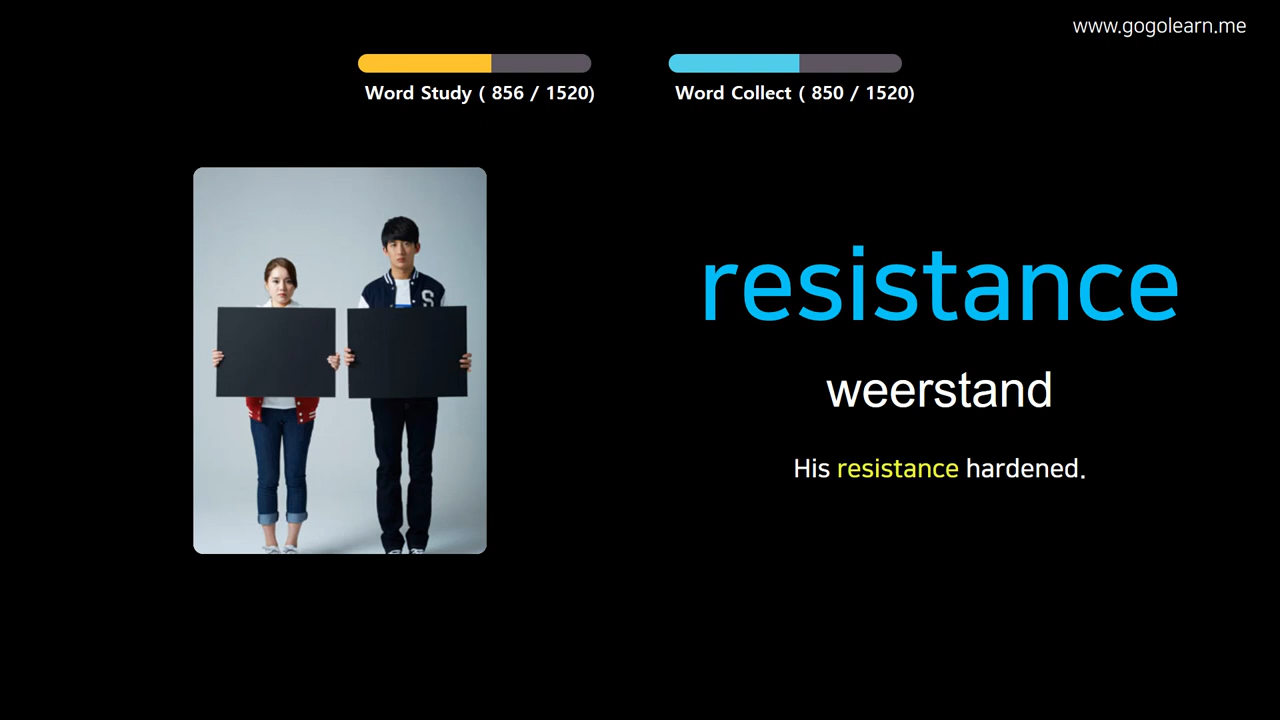 www.gogolearn.me
Word Study ( 856 / 1520)
Word Collect ( 850 / 1520)
S
resistance
weerstand
His resistance hardened.